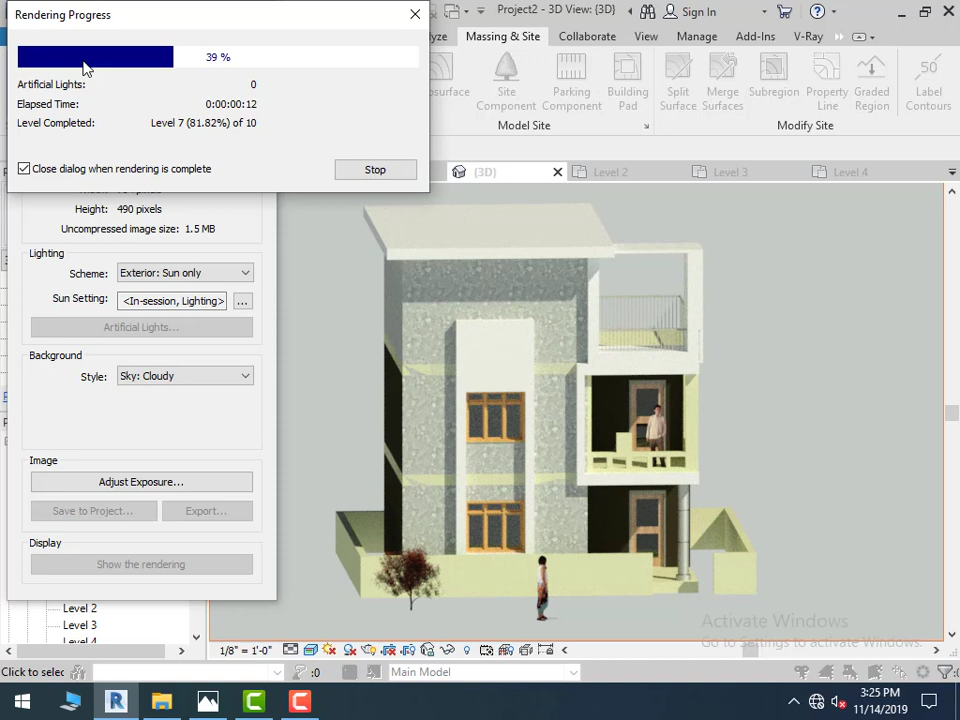 Rendering Progress
Project2 - 3D View: {3D}
Sign In
Massing & Site
Collaborate
View
Manage
Add-Ins
V-Ray
39 %
Artificial Lights: 0
Elapsed Time: 0:00:00:12
Level Completed: Level 7 (81.82%) of 10
Close dialog when rendering is complete
Stop
Site Component
Parking Component
Building Pad
Split Surface
Merge Surfaces
Subregion
Property Line
Graded Region
50
Label Contours
Model Site
Modify Site
{3D}
Level 2
Level 3
Level 4
Height: 490 pixels
Uncompressed image size: 1.5 MB
Lighting
Scheme: Exterior: Sun only
Sun Setting: <In-session, Lighting> ...
Artificial Lights...
Background
Style: Sky: Cloudy
Image
Adjust Exposure...
Save to Project...
Export...
Display
Show the rendering
Level 2
Level 3
Level 4
Activate Windows
Go to Settings to activate Windows.
1/8" = 1'-0"
Click to selec
:0
Main Model
:0
3:25 PM
11/14/2019